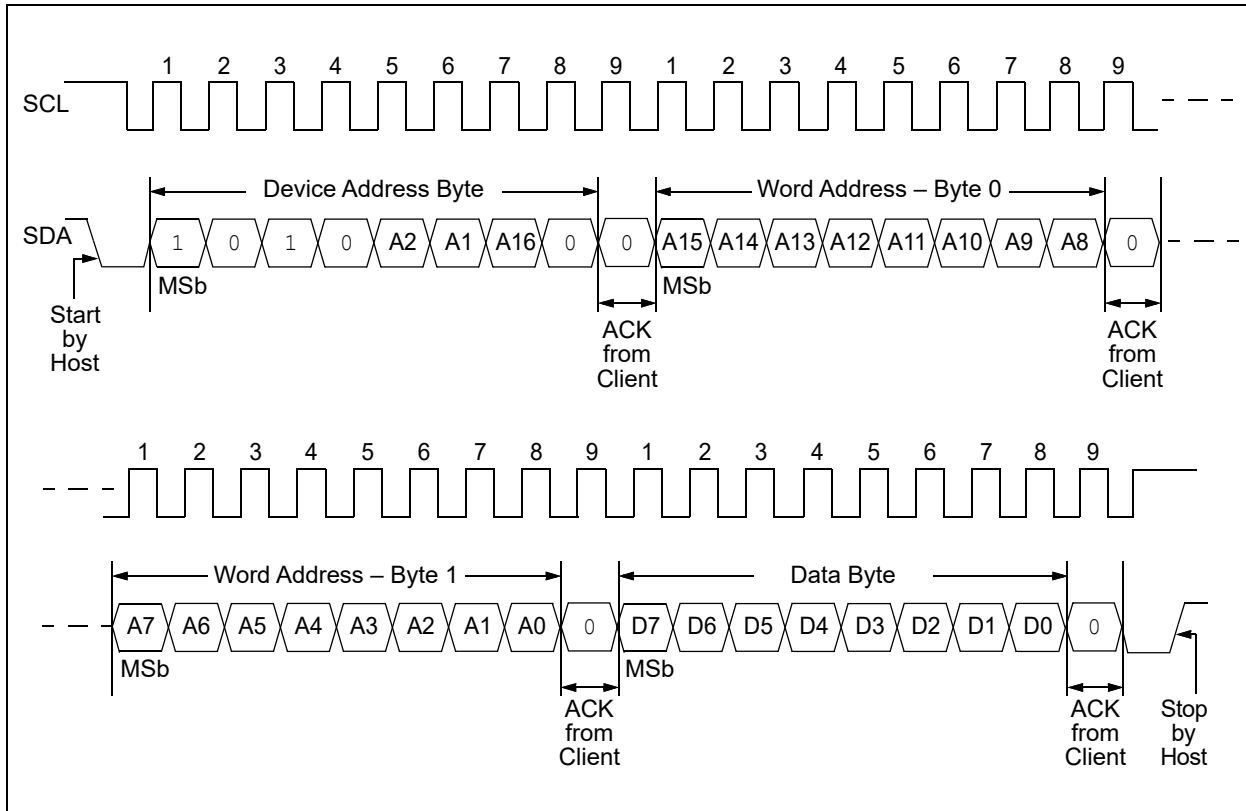 1 2 3 4 5 6 7 8 9 1 2 3 4 5 6 7 8 9
SCL
Device Address Byte
Word Address – Byte 0
SDA
1 0 1 0 A2 A1 A16 0 0 A15 A14 A13 A12 A11 A10 A9 A8 0
MSb
MSb
Start
by
Host
ACK
from
Client
ACK
from
Client
1 2 3 4 5 6 7 8 9 1 2 3 4 5 6 7 8 9
Word Address – Byte 1
Data Byte
A7 A6 A5 A4 A3 A2 A1 A0 0 D7 D6 D5 D4 D3 D2 D1 D0 0
MSb
MSb
ACK
from
Client
ACK
from
Client
Stop
by
Host